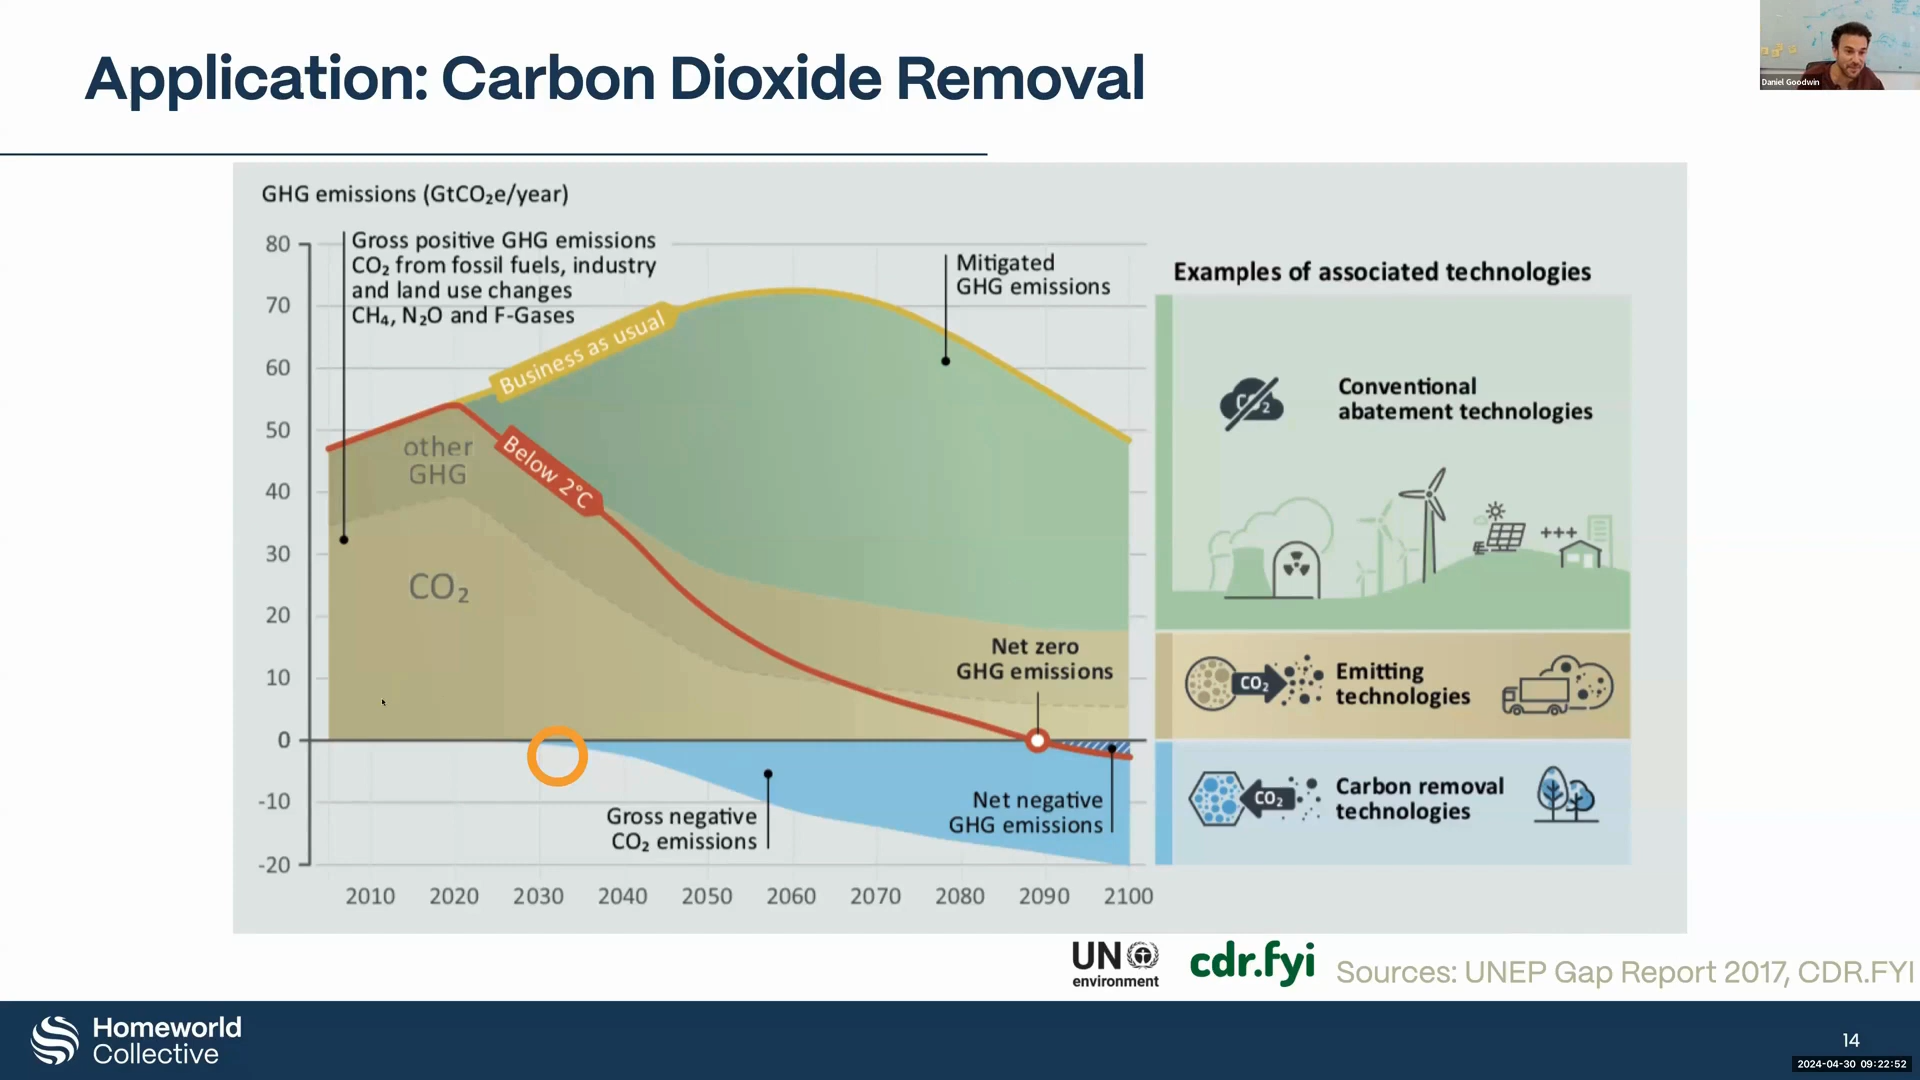 Application: Carbon Dioxide Removal
Daniel Goodwin
GHG emissions (GtCO₂e/year)
80
70
60
50
40
30
20
10
0
-10
-20
Gross positive GHG emissions
CO₂ from fossil fuels, industry
and land use changes
CH₄, N₂O and F-Gases
Business as usual
Below 2°C
other
GHG
CO₂
Mitigated
GHG emissions
Net zero
GHG emissions
Gross negative
CO₂ emissions
Net negative
GHG emissions
2010 2020 2030 2040 2050 2060 2070 2080 2090 2100
Examples of associated technologies
CO₂
Conventional
abatement technologies
+++
CO₂
Emitting
technologies
CO₂
Carbon removal
technologies
UN
environment
cdr.fyi
Sources: UNEP Gap Report 2017, CDR.FYI
Homeworld
Collective
14
2024-04-30 09:22:52